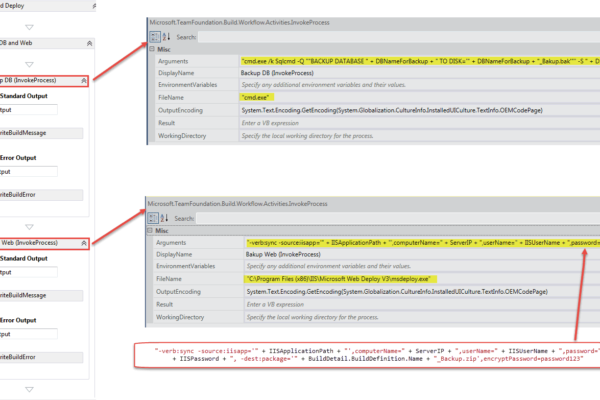 d Deploy
DB and Web
p DB (InvokeProcess)
Standard Output
tput
riteBuildMessage
Error Output
tput
riteBuildError
Web (InvokeProcess)
Standard Output
tput
riteBuildMessage
Error Output
tput
riteBuildError
Microsoft.TeamFoundation.Build.Workflow.Activities.InvokeProcess
Search:
Misc
Arguments "cmd.exe /k Sqlcmd -Q ""BACKUP DATABASE " + DBNameForBackup + " TO DISK='" + DBNameForBackup + "_Bakup.bak'"" -S " + D
DisplayName Backup DB (InvokeProcess)
EnvironmentVariables Specify any additional environment variables and their values.
FileName "cmd.exe"
OutputEncoding System.Text.Encoding.GetEncoding(System.Globalization.CultureInfo.InstalledUICulture.TextInfo.OEMCodePage)
Result Enter a VB expression
WorkingDirectory Specify the local working directory for the process.
Microsoft.TeamFoundation.Build.Workflow.Activities.InvokeProcess
Search:
Misc
Arguments "-verb:sync -source:iisapp='" + IISApplicationPath + "',computerName=" + ServerIP + ",userName=" + IISUserName + ",password=
DisplayName Bakup Web (InvokeProcess)
EnvironmentVariables Specify any additional environment variables and their values.
FileName "C:\Program Files (x86)\IIS\Microsoft Web Deploy V3\msdeploy.exe"
OutputEncoding System.Text.Encoding.GetEncoding(System.Globalization.CultureInfo.InstalledUICulture.TextInfo.OEMCodePage)
Result Enter a VB expression
WorkingDirectory Specify the local working directory for the process.
"-verb:sync -source:iisapp='" + IISApplicationPath + "',computerName=" + ServerIP + ",userName=" + IISUserName + ",password="
+ IISPassword + ", -dest:package='" + BuildDetail.BuildDefinition.Name + "_Backup.zip',encryptPassword=password123"